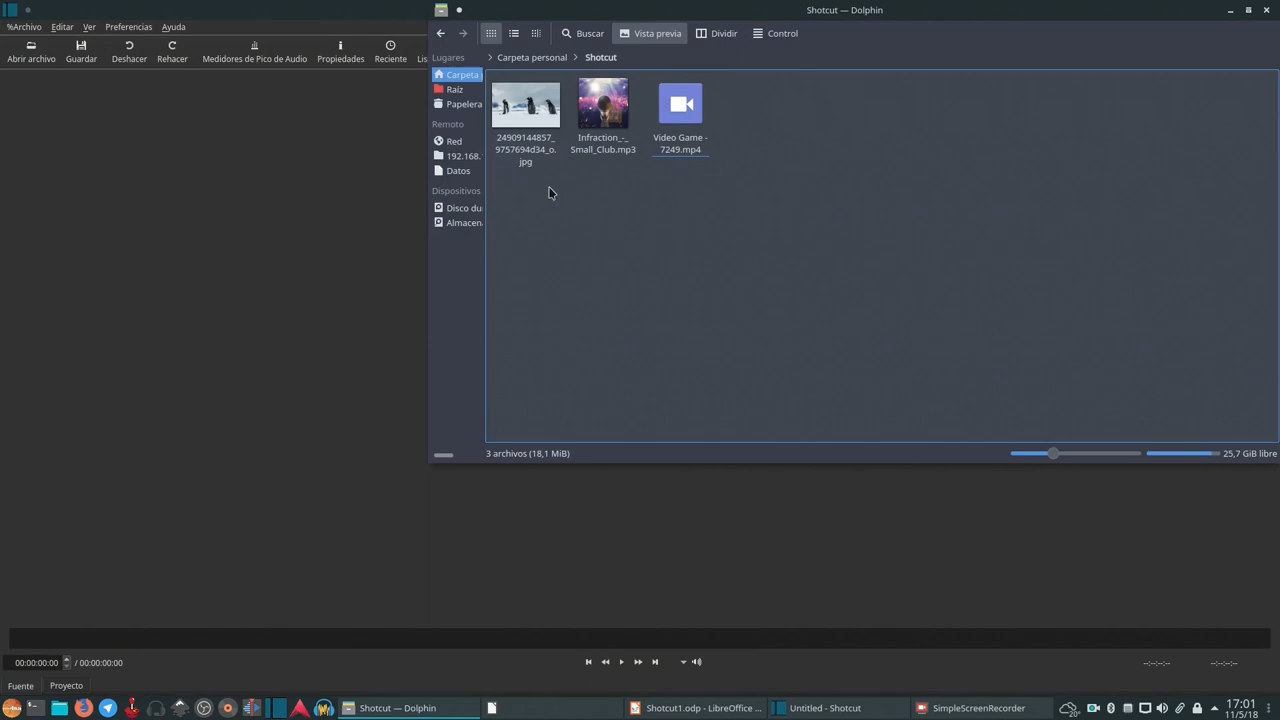 Shotcut — Dolphin
%Archivo Editar Ver Preferencias Ayuda
Abrir archivo Guardar Deshacer Rehacer Medidores de Pico de Audio Propiedades Reciente Lis
Buscar Vista previa Dividir Control
Lugares
Carpeta personal Shotcut
Carpeta p
Raíz
Papelera
Remoto
Red
192.168.
Datos
Dispositivos
Disco du
Almacen
24909144857_
9757694d34_o.
jpg
Infraction_-_
Small_Club.mp3
Video Game -
7249.mp4
3 archivos (18,1 MiB)
25,7 GiB libre
00:00:00:00 / 00:00:00:00
--:--:--:-- --:--:--:--
Fuente Proyecto
Shotcut — Dolphin
Shotcut1.odp - LibreOffice ...
Untitled - Shotcut
SimpleScreenRecorder
20°
17:01
11/5/18